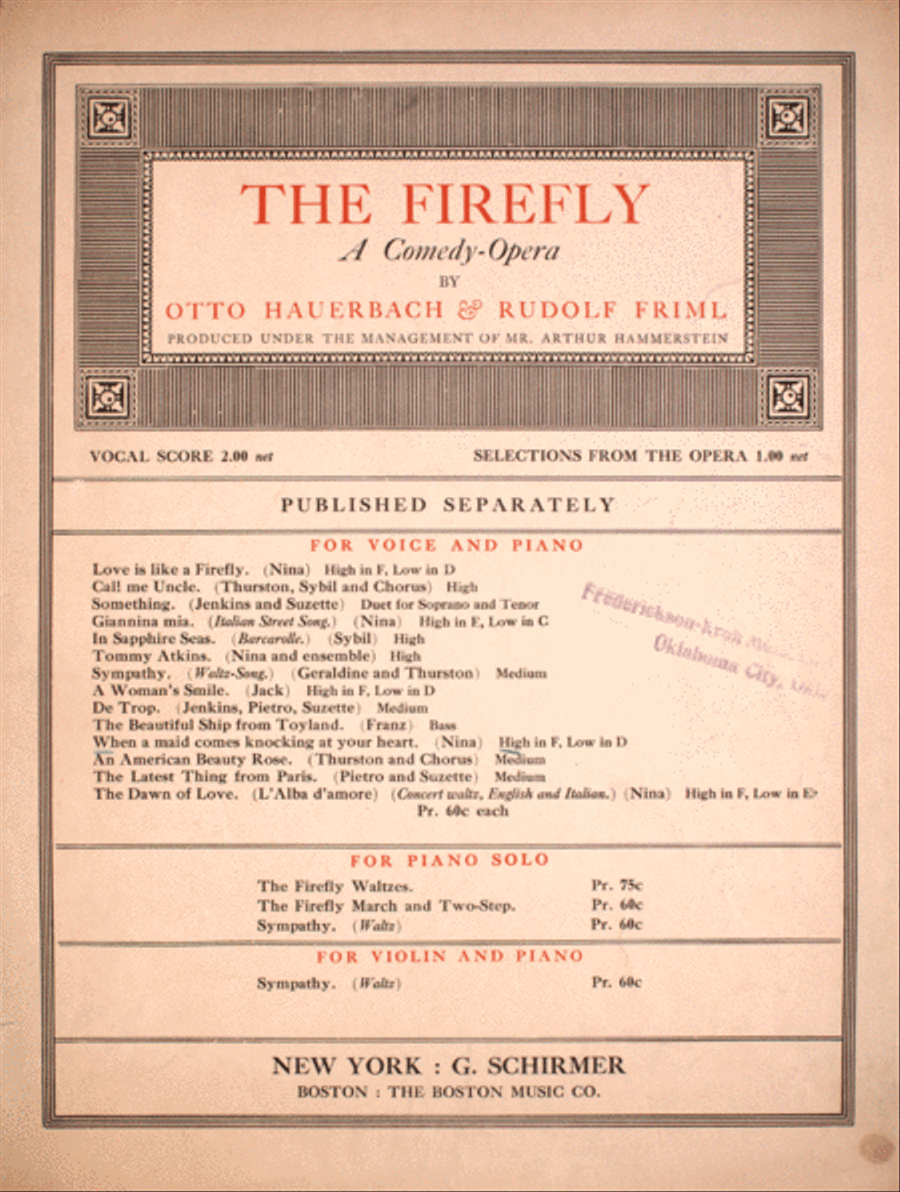 THE FIREFLY
A Comedy-Opera
BY
OTTO HAUERBACH & RUDOLF FRIML
PRODUCED UNDER THE MANAGEMENT OF MR. ARTHUR HAMMERSTEIN
VOCAL SCORE 2.00 net SELECTIONS FROM THE OPERA 1.00 net
PUBLISHED SEPARATELY
FOR VOICE AND PIANO
Love is like a Firefly. (Nina) High in F, Low in D
Call me Uncle. (Thurston, Sybil and Chorus) High
Something. (Jenkins and Suzette) Duet for Soprano and Tenor
Giannina mia. (Italian Street Song.) (Nina) High in E, Low in C
In Sapphire Seas. (Barcarolle.) (Sybil) High
Tommy Atkins. (Nina and ensemble) High
Sympathy. (Waltz-Song.) (Geraldine and Thurston) Medium
A Woman's Smile. (Jack) High in F, Low in D
De Trop. (Jenkins, Pietro, Suzette) Medium
The Beautiful Ship from Toyland. (Franz) Bass
When a maid comes knocking at your heart. (Nina) High in F, Low in D
An American Beauty Rose. (Thurston and Chorus) Medium
The Latest Thing from Paris. (Pietro and Suzette) Medium
The Dawn of Love. (L'Alba d'amore) (Concert waltz, English and Italian.) (Nina) High in F, Low in E♭
Pr. 60c each
Frederickson-Kroh
Oklahoma City,
FOR PIANO SOLO
The Firefly Waltzes. Pr. 75c
The Firefly March and Two-Step. Pr. 60c
Sympathy. (Waltz) Pr. 60c
FOR VIOLIN AND PIANO
Sympathy. (Waltz) Pr. 60c
NEW YORK : G. SCHIRMER
BOSTON : THE BOSTON MUSIC CO.